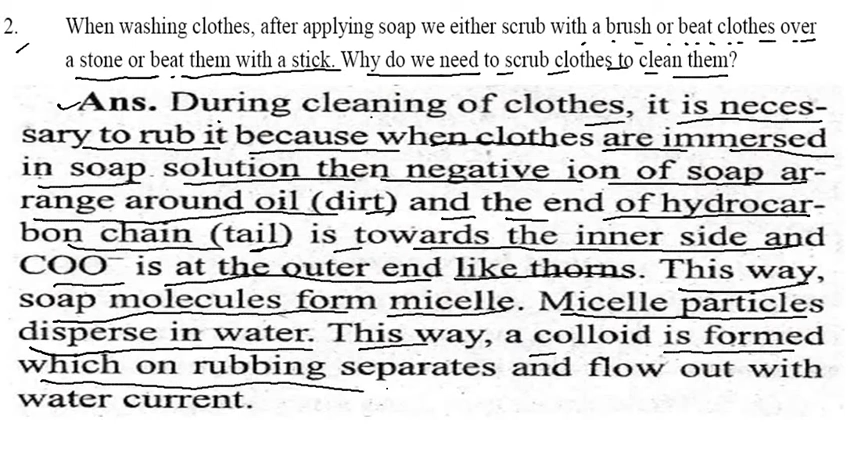 2. When washing clothes, after applying soap we either scrub with a brush or beat clothes over
a stone or beat them with a stick. Why do we need to scrub clothes to clean them?
Ans. During cleaning of clothes, it is neces-
sary to rub it because when clothes are immersed
in soap solution then negative ion of soap ar-
range around oil (dirt) and the end of hydrocar-
bon chain (tail) is towards the inner side and
COO⁻ is at the outer end like thorns. This way,
soap molecules form micelle. Micelle particles
disperse in water. This way, a colloid is formed
which on rubbing separates and flow out with
water current.